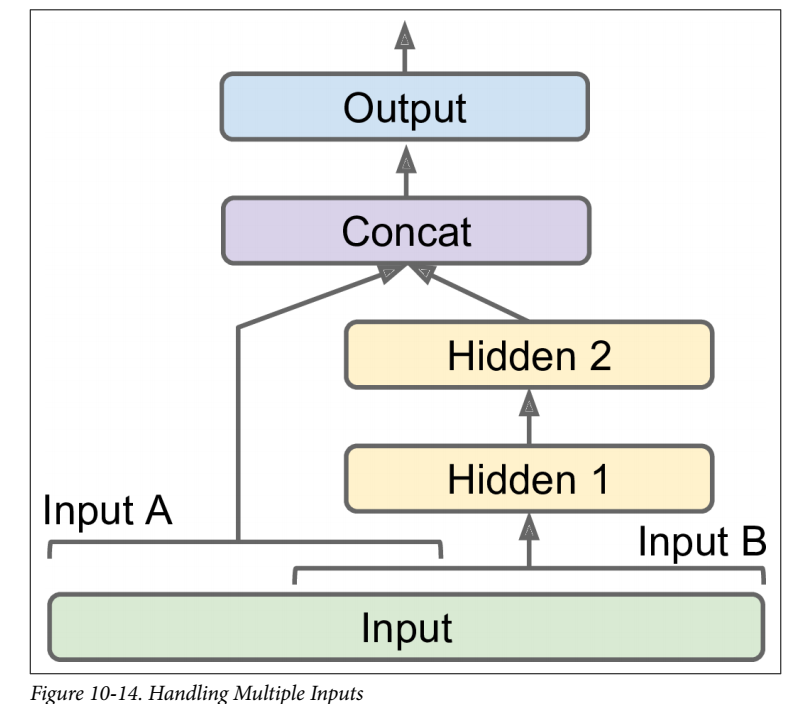 Output
Concat
Hidden 2
Hidden 1
Input A
Input B
Input
Figure 10-14. Handling Multiple Inputs